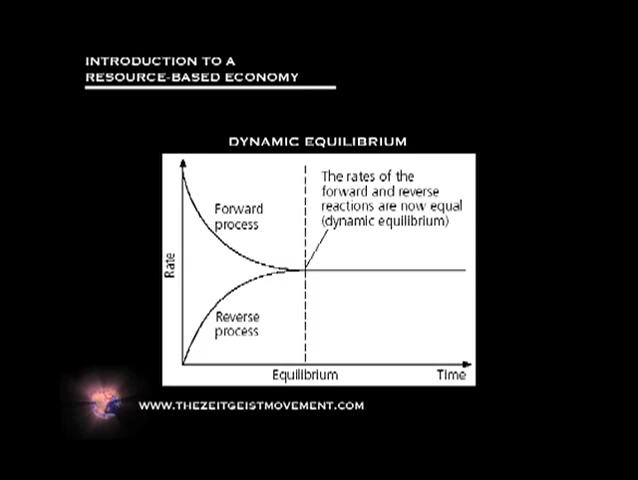 INTRODUCTION TO A
RESOURCE-BASED ECONOMY
DYNAMIC EQUILIBRIUM
The rates of the
forward and reverse
reactions are now equal
(dynamic equilibrium)
Forward
process
Rate
Reverse
process
Equilibrium
Time
WWW.THEZEITGEISTMOVEMENT.COM